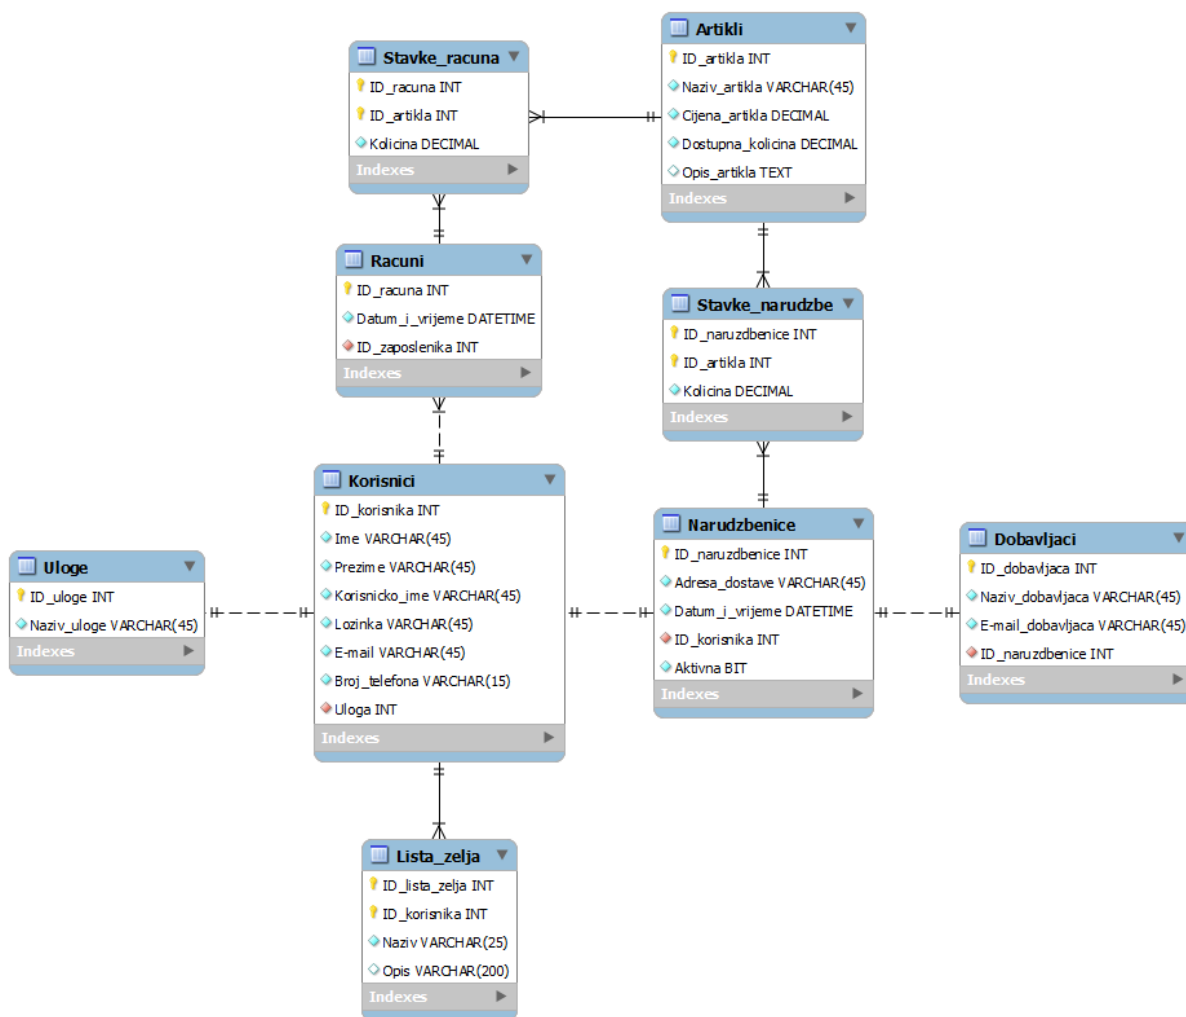 Stavke_racuna
ID_racuna INT
ID_artikla INT
Kolicina DECIMAL
Indexes
Artikli
ID_artikla INT
Naziv_artikla VARCHAR(45)
Cijena_artikla DECIMAL
Dostupna_kolicina DECIMAL
Opis_artikla TEXT
Indexes
Racuni
ID_racuna INT
Datum_i_vrijeme DATETIME
ID_zaposlenika INT
Indexes
Stavke_narudzbe
ID_naruzdbenice INT
ID_artikla INT
Kolicina DECIMAL
Indexes
Korisnici
ID_korisnika INT
Ime VARCHAR(45)
Prezime VARCHAR(45)
Korisnicko_ime VARCHAR(45)
Lozinka VARCHAR(45)
E-mail VARCHAR(45)
Broj_telefona VARCHAR(15)
Uloga INT
Indexes
Narudzbenice
ID_naruzdbenice INT
Adresa_dostave VARCHAR(45)
Datum_i_vrijeme DATETIME
ID_korisnika INT
Aktivna BIT
Indexes
Dobavljaci
ID_dobavljaca INT
Naziv_dobavljaca VARCHAR(45)
E-mail_dobavljaca VARCHAR(45)
ID_naruzdbenice INT
Indexes
Uloge
ID_uloge INT
Naziv_uloge VARCHAR(45)
Indexes
Lista_zelja
ID_lista_zelja INT
ID_korisnika INT
Naziv VARCHAR(25)
Opis VARCHAR(200)
Indexes